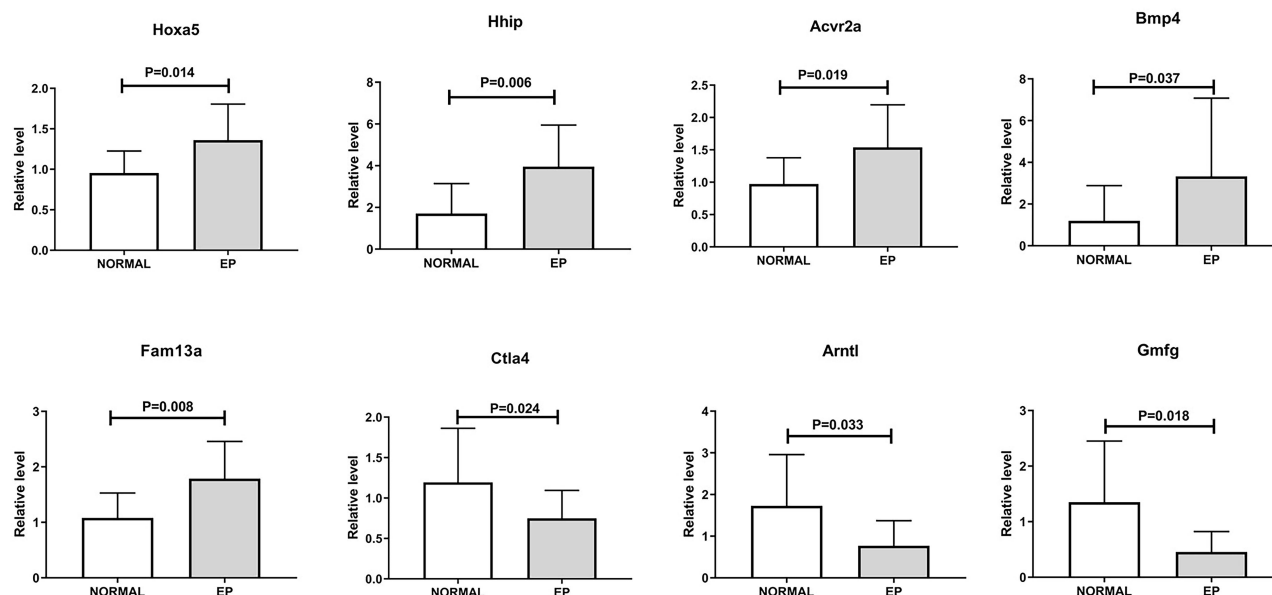 Hoxa5
P=0.014
Relative level
2.0
1.5
1.0
0.5
0.0
NORMAL EP
Hhip
P=0.006
Relative level
8
6
4
2
0
NORMAL EP
Acvr2a
P=0.019
Relative level
2.5
2.0
1.5
1.0
0.5
0.0
NORMAL EP
Bmp4
P=0.037
Relative level
8
6
4
2
0
NORMAL EP
Fam13a
P=0.008
Relative level
3
2
1
0
NORMAL EP
Ctla4
P=0.024
Relative level
2.0
1.5
1.0
0.5
0.0
NORMAL EP
Arntl
P=0.033
Relative level
4
3
2
1
0
NORMAL EP
Gmfg
P=0.018
Relative level
3
2
1
0
NORMAL EP